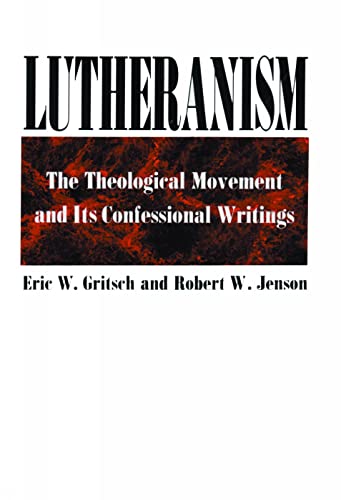 LUTHERANISM
The Theological Movement
and Its Confessional Writings
Eric W. Gritsch and Robert W. Jenson